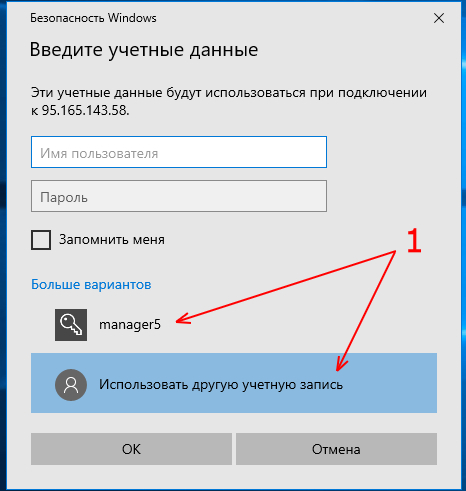 Безопасность Windows
Введите учетные данные
Эти учетные данные будут использоваться при подключении
к 95.165.143.58.
Имя пользователя
Пароль
Запомнить меня
1
Больше вариантов
manager5
Использовать другую учетную запись
ОК
Отмена